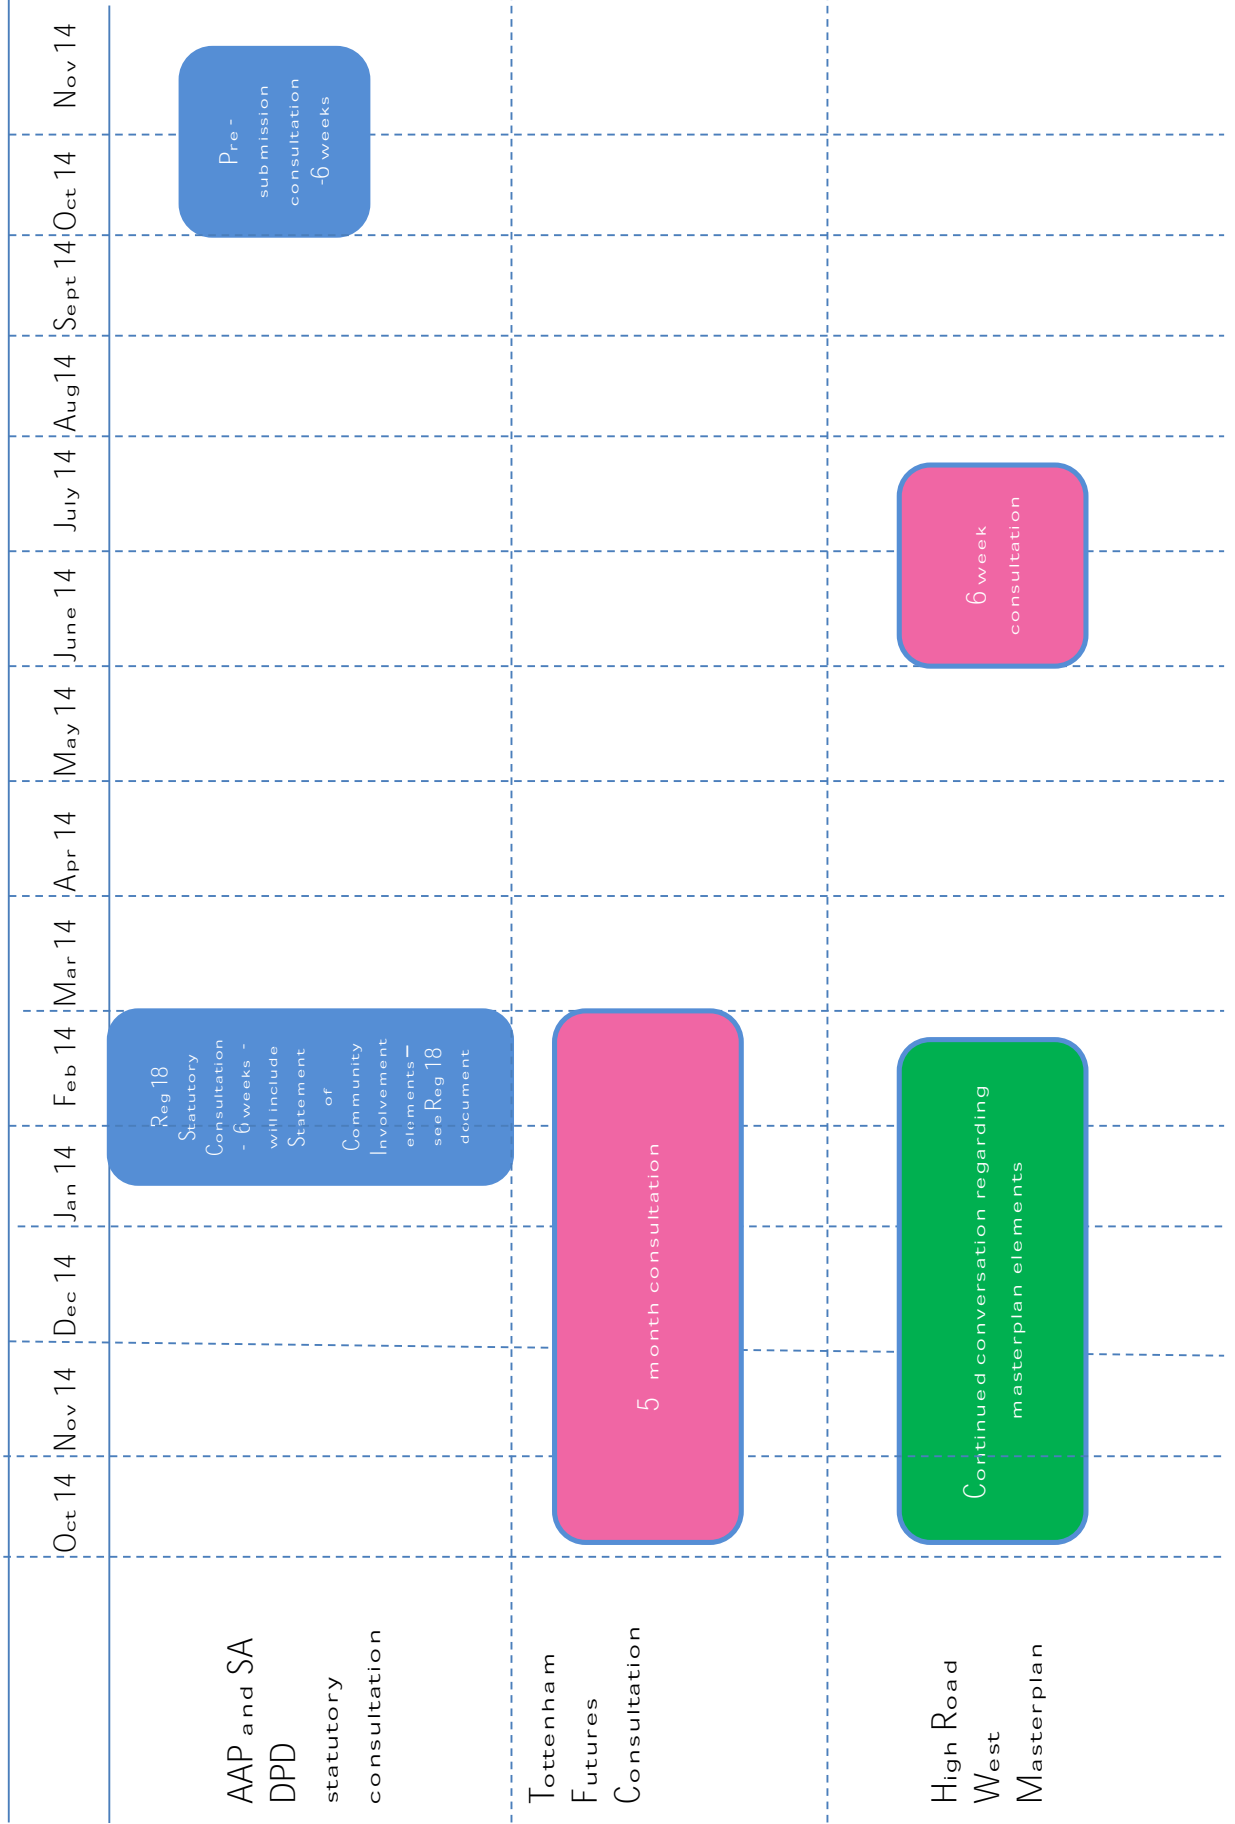 Oct 14
Nov 14
Dec 14
Jan 14
Feb 14
Mar 14
Apr 14
May 14
June 14
July 14
Aug14
Sept 14
Oct 14
Nov 14
AAP and SA
DPD
statutory
consultation
Reg 18
Statutory
Consultation
- 6 weeks -
will include
Statement
of
Community
Involvement
elements–
see Reg 18
document
Pre-
submission
consultation
-6 weeks
Tottenham
Futures
Consultation
5 month consultation
High Road
West
Masterplan
Continued conversation regarding
masterplan elements
6 week
consultation